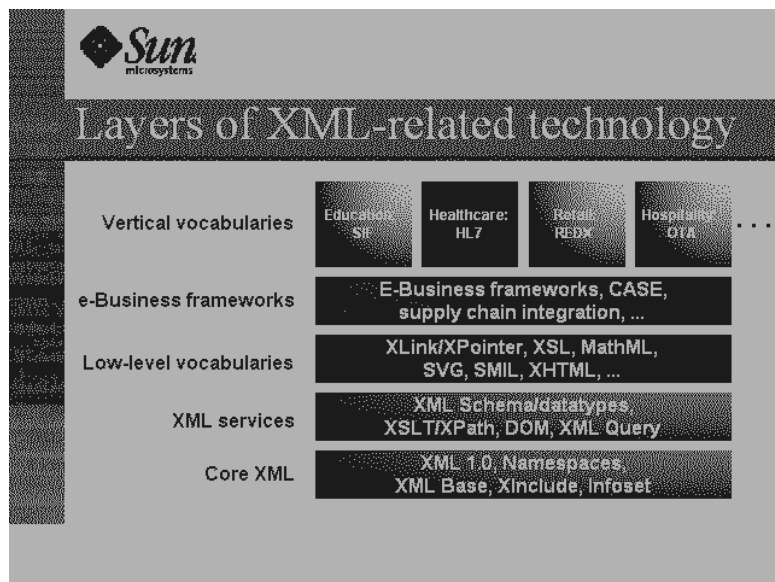 Sun
microsystems
Layers of XML-related technology
Vertical vocabularies
Education:
SIF
Healthcare:
HL7
Retail:
REDX
Hospitality:
OTA
. . .
e-Business frameworks
E-Business frameworks, CASE,
supply chain integration, ...
Low-level vocabularies
XLink/XPointer, XSL, MathML,
SVG, SMIL, XHTML, ...
XML services
XML Schema/datatypes,
XSLT/XPath, DOM, XML Query
Core XML
XML 1.0, Namespaces,
XML Base, XInclude, Infoset